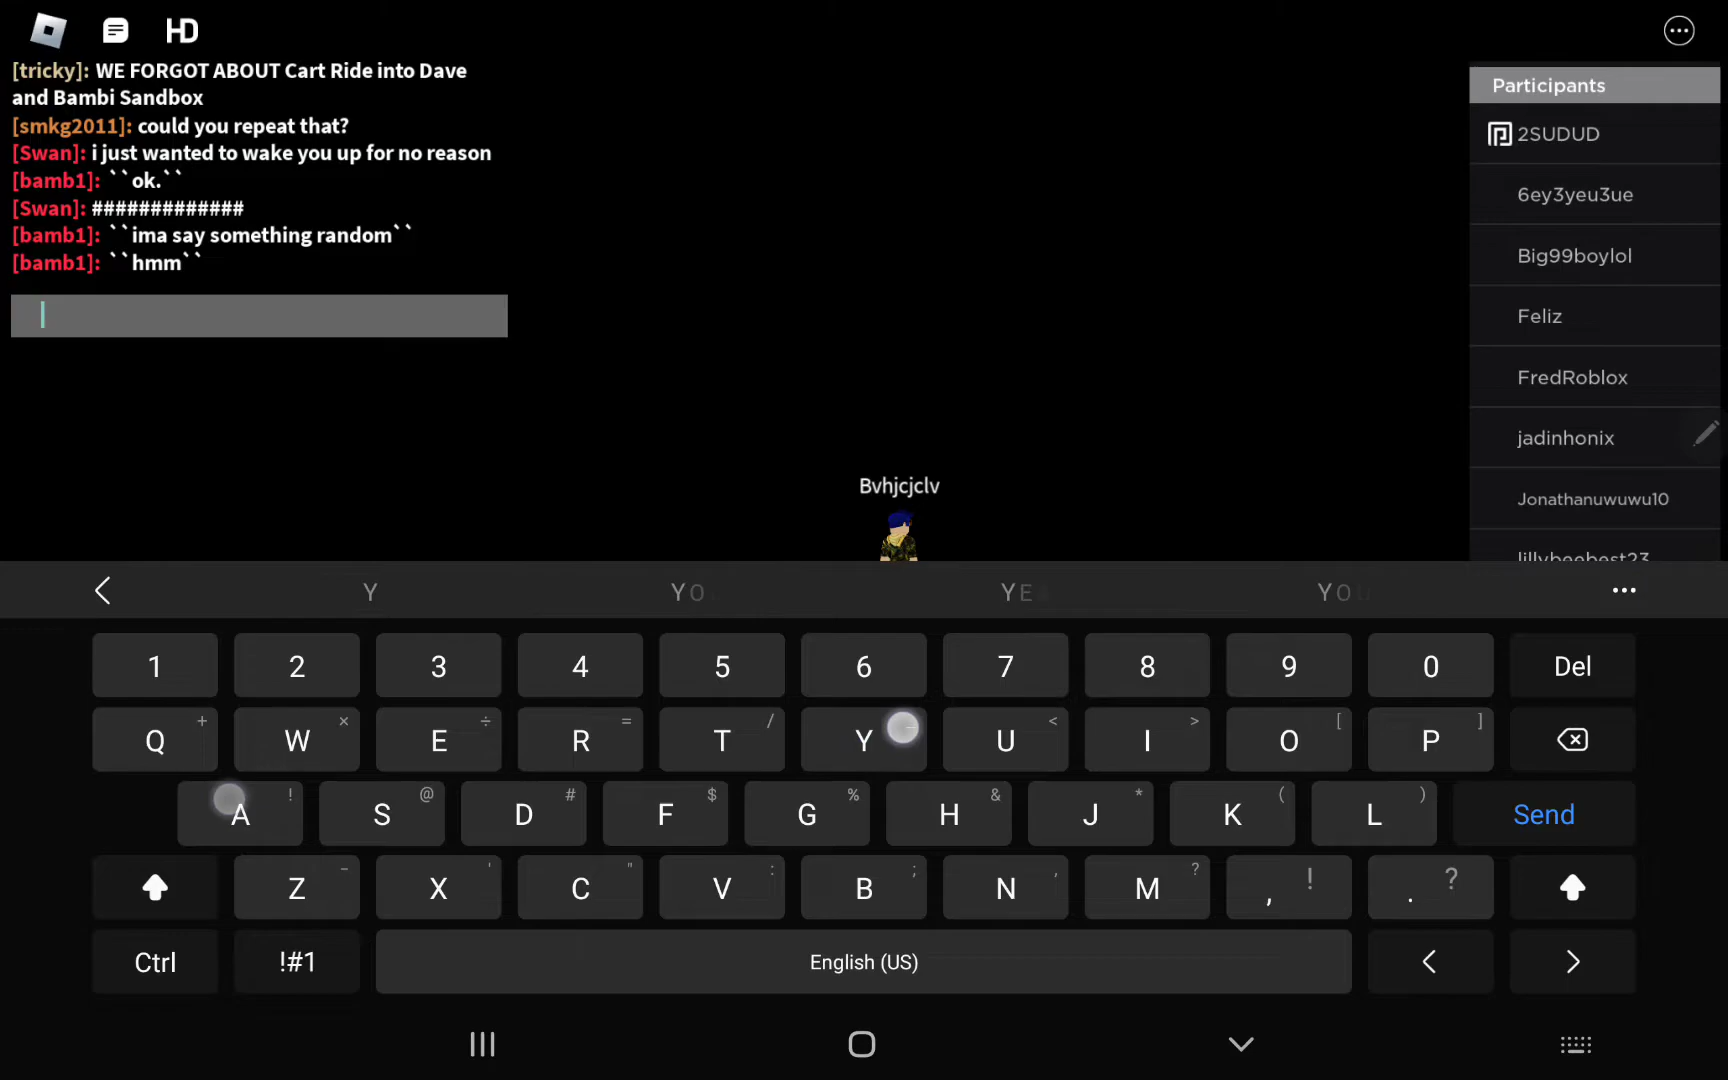 HD
[tricky]: WE FORGOT ABOUT Cart Ride into Dave
and Bambi Sandbox
[smkg2011]: could you repeat that?
[Swan]: i just wanted to wake you up for no reason
[bamb1]: ``ok.``
[Swan]: #############
[bamb1]: ``ima say something random``
[bamb1]: ``hmm``
Participants
2SUDUD
6ey3yeu3ue
Big99boylol
Feliz
FredRoblox
jadinhonix
Jonathanuwuwu10
lillybeebest23
Bvhjcjclv
Y YO YE YOU
1 2 3 4 5 6 7 8 9 0 Del
Q + W × E ÷ R = T / Y U < I > O [ P ]
A ! S @ D # F $ G % H & J * K ( L ) Send
Z - X ' C " V : B ; N , M ? , ! . ?
Ctrl !#1 English (US) < >